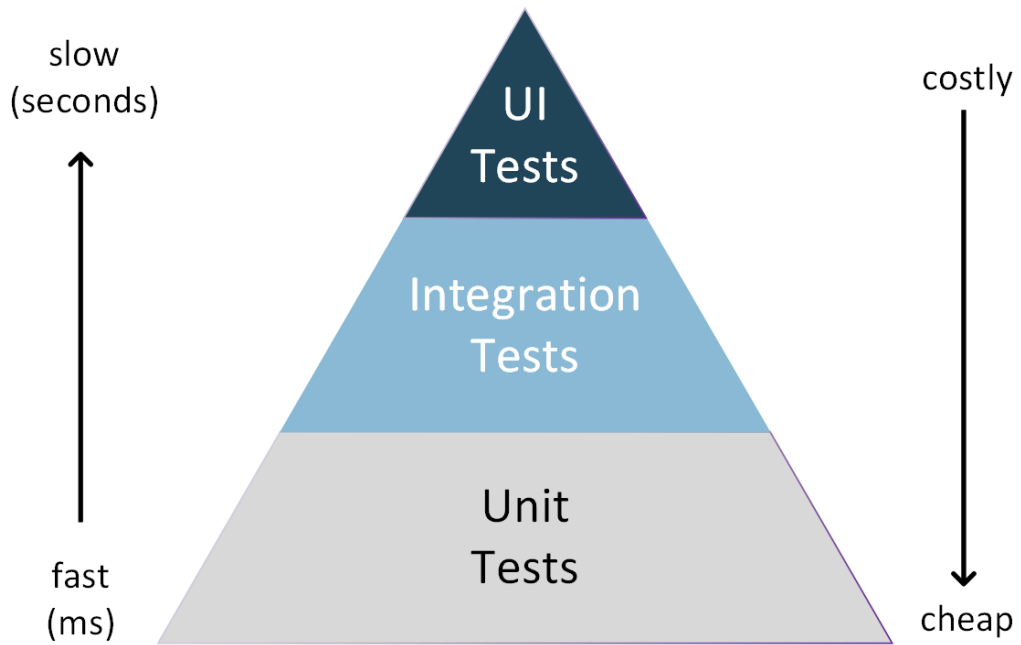 slow
(seconds)
costly
UI
Tests
Integration
Tests
Unit
Tests
fast
(ms)
cheap